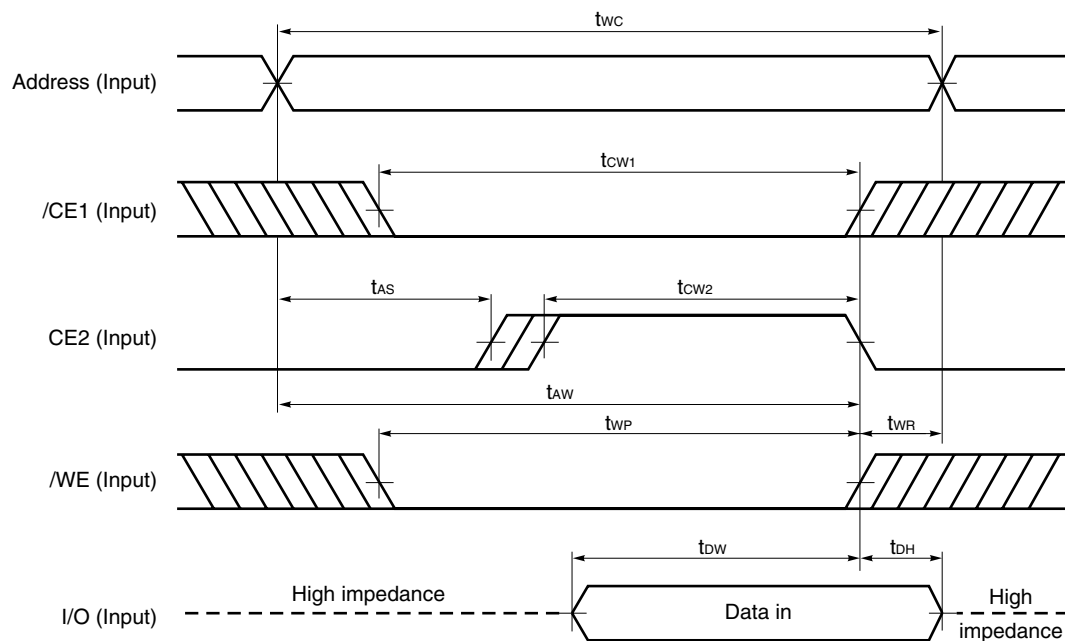 tWC
Address (Input)
tCW1
/CE1 (Input)
tAS
tCW2
CE2 (Input)
tAW
tWP
tWR
/WE (Input)
tDW
tDH
High impedance
Data in
High
impedance
I/O (Input)